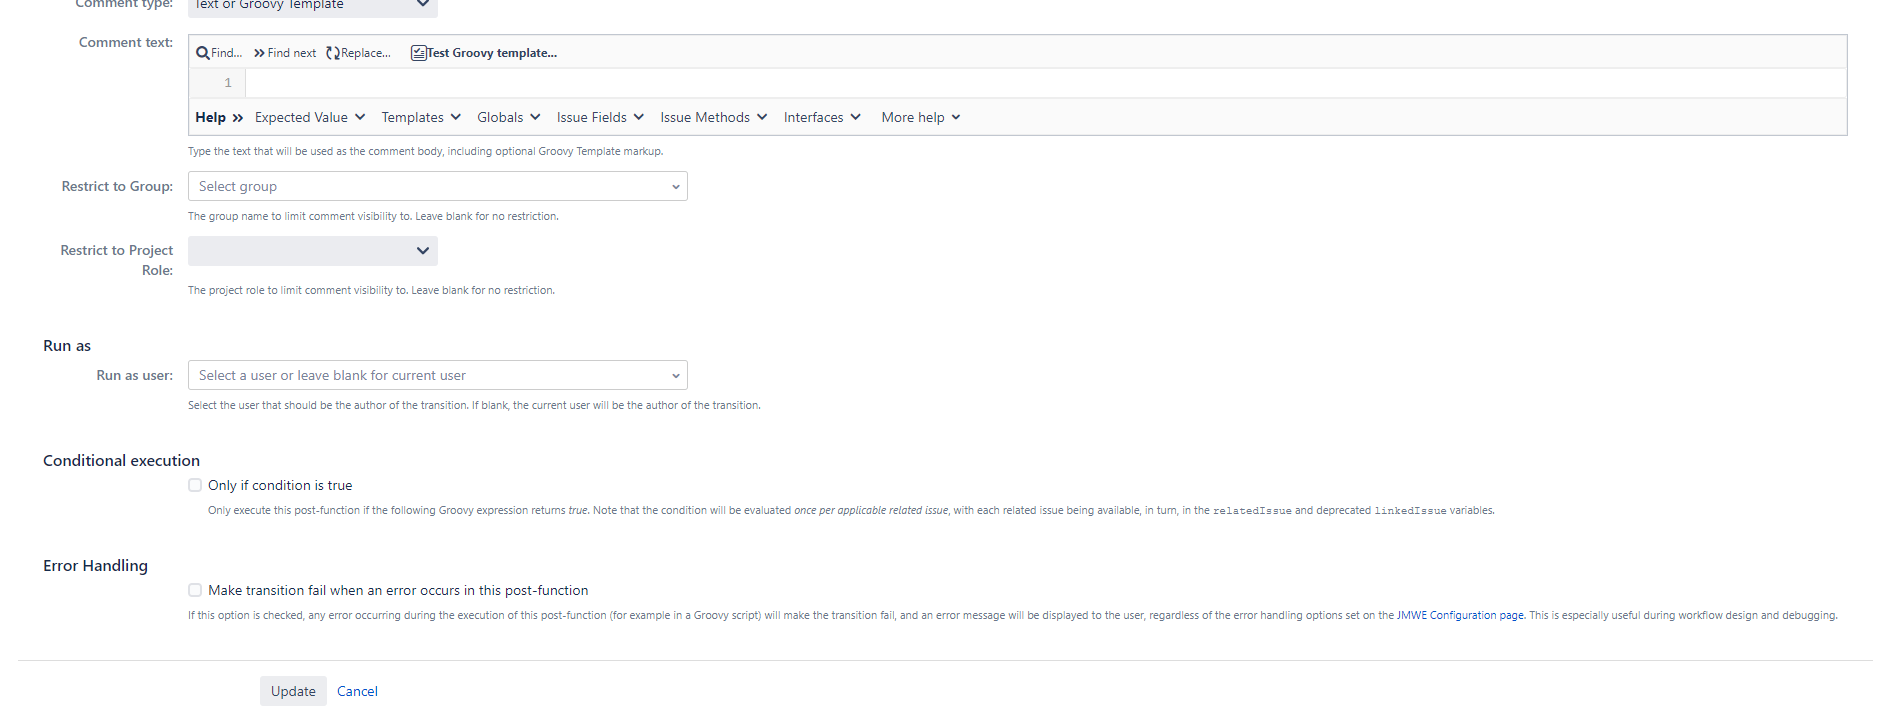 Comment type:
Text or Groovy Template
Comment text:
Find... Find next Replace... Test Groovy template...
1
Help Expected Value Templates Globals Issue Fields Issue Methods Interfaces More help
Type the text that will be used as the comment body, including optional Groovy Template markup.
Restrict to Group:
Select group
The group name to limit comment visibility to. Leave blank for no restriction.
Restrict to Project
Role:
The project role to limit comment visibility to. Leave blank for no restriction.
Run as
Run as user:
Select a user or leave blank for current user
Select the user that should be the author of the transition. If blank, the current user will be the author of the transition.
Conditional execution
Only if condition is true
Only execute this post-function if the following Groovy expression returns true. Note that the condition will be evaluated once per applicable related issue, with each related issue being available, in turn, in the relatedIssue and deprecated linkedIssue variables.
Error Handling
Make transition fail when an error occurs in this post-function
If this option is checked, any error occurring during the execution of this post-function (for example in a Groovy script) will make the transition fail, and an error message will be displayed to the user, regardless of the error handling options set on the JMWE Configuration page. This is especially useful during workflow design and debugging.
Update Cancel